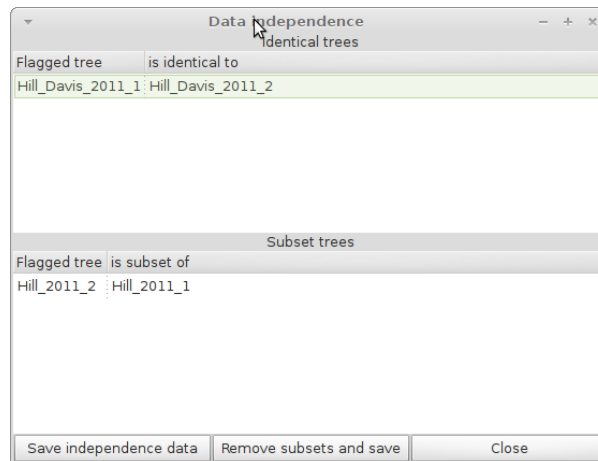 Data independence
Identical trees
Flagged tree is identical to
Hill_Davis_2011_1 Hill_Davis_2011_2
Subset trees
Flagged tree is subset of
Hill_2011_2 Hill_2011_1
Save independence data Remove subsets and save Close